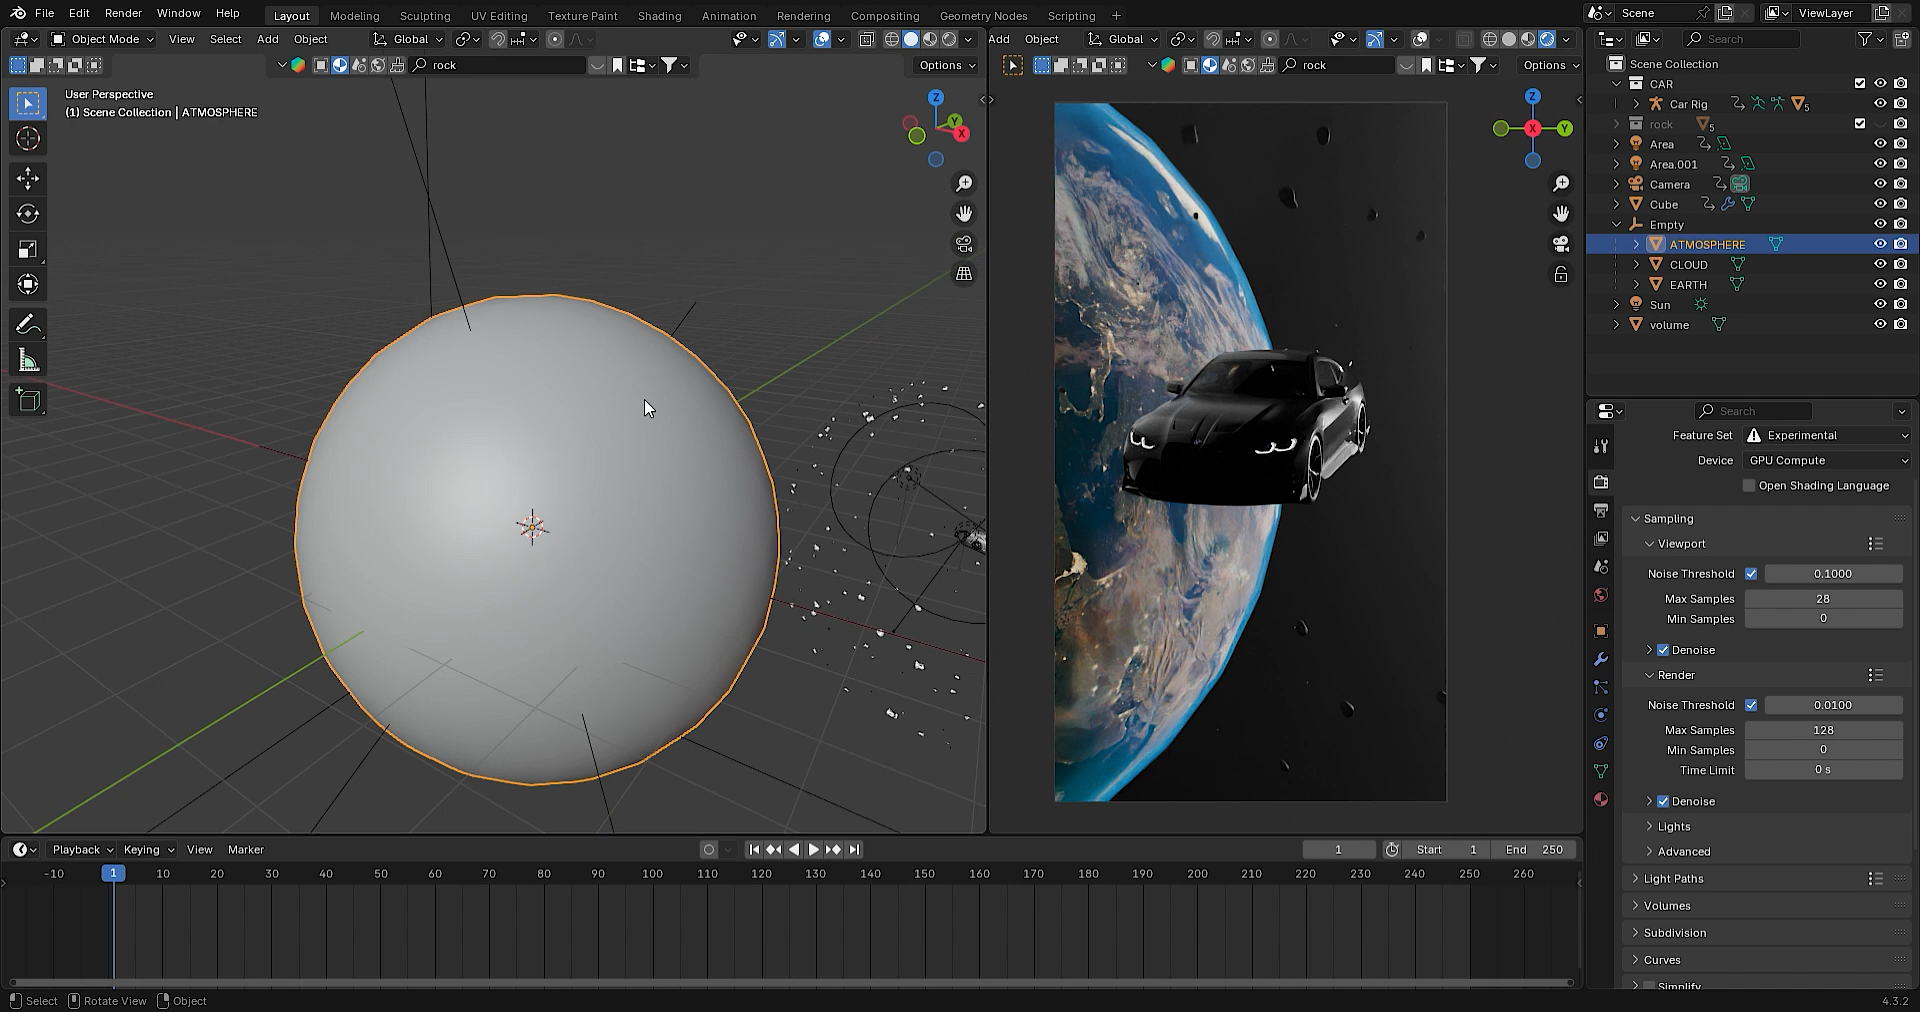 File Edit Render Window Help Layout Modeling Sculpting UV Editing Texture Paint Shading Animation Rendering Compositing Geometry Nodes Scripting + Scene ViewLayer
Object Mode View Select Add Object Global Add Object Global Search
rock Options rock Options
Scene Collection
User Perspective
(1) Scene Collection | ATMOSPHERE
Z
Y
X
Z
X
Y
CAR
Car Rig 5
rock 5
Area
Area.001
Camera
Cube
Empty
ATMOSPHERE
CLOUD
EARTH
Sun
volume
Search
Feature Set Experimental
Device GPU Compute
Open Shading Language
Sampling
Viewport
Noise Threshold 0.1000
Max Samples 28
Min Samples 0
Denoise
Render
Noise Threshold 0.0100
Max Samples 128
Min Samples 0
Time Limit 0 s
Denoise
Lights
Advanced
Light Paths
Volumes
Subdivision
Curves
Simplify
Playback Keying View Marker 1 Start 1 End 250
-10 1 10 20 30 40 50 60 70 80 90 100 110 120 130 140 150 160 170 180 190 200 210 220 230 240 250 260
Select Rotate View Object 4.3.2